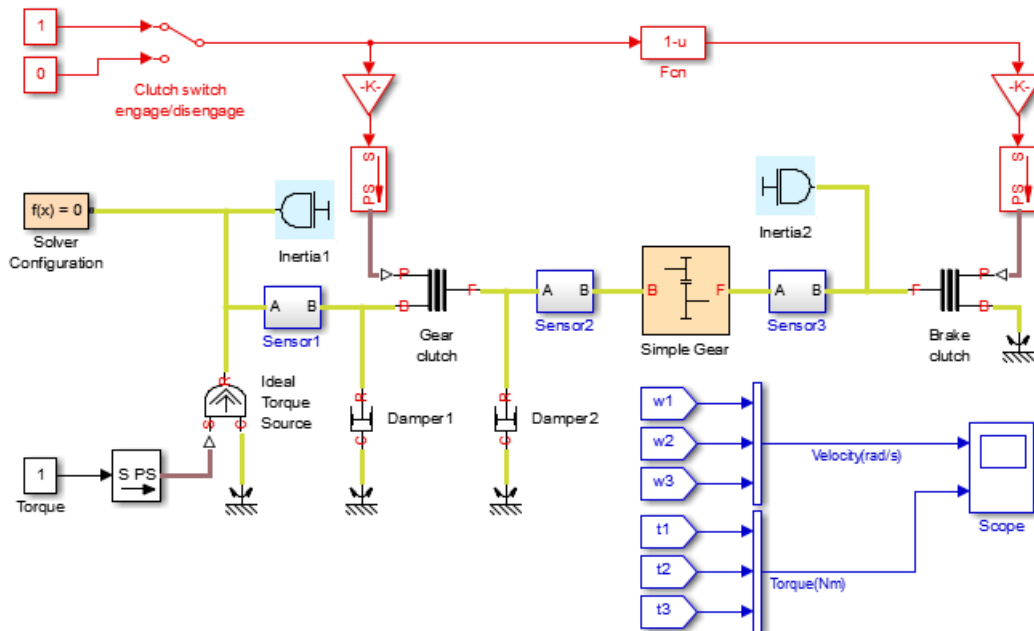 1
0
Clutch switch
engage/disengage
1-u
Fcn
-K-
-K-
PS S
PS S
f(x) = 0
Solver
Configuration
Inertia1
Inertia2
P
B
F
Gear
clutch
A B
Sensor1
A B
Sensor2
B F
Simple Gear
A B
Sensor3
F
P
B
Brake
clutch
R
S
C
Ideal
Torque
Source
R
C
Damper1
R
C
Damper2
1
Torque
S PS
w1
w2
w3
Velocity(rad/s)
t1
t2
t3
Torque(Nm)
Scope